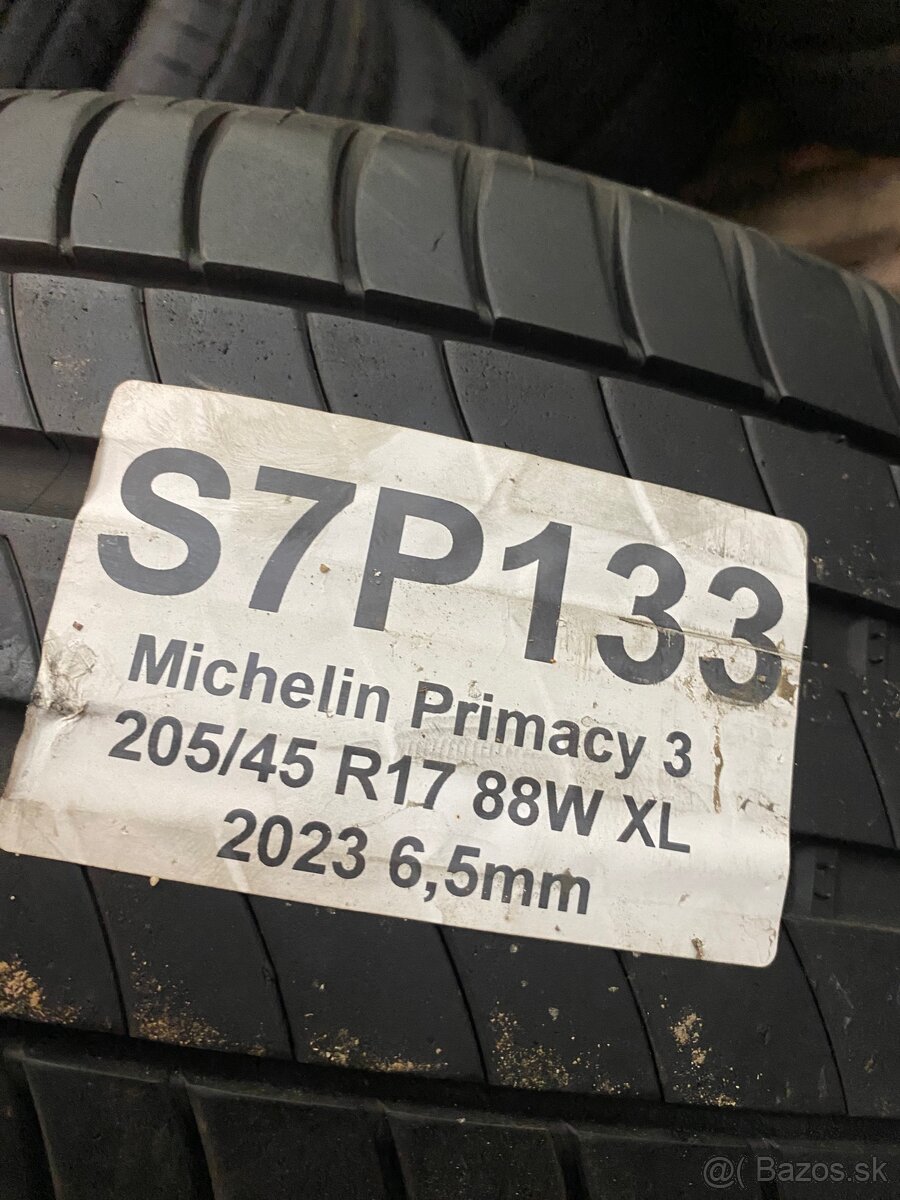 S7P133
Michelin Primacy 3
205/45 R17 88W XL
2023 6,5mm
@( Bazos.sk